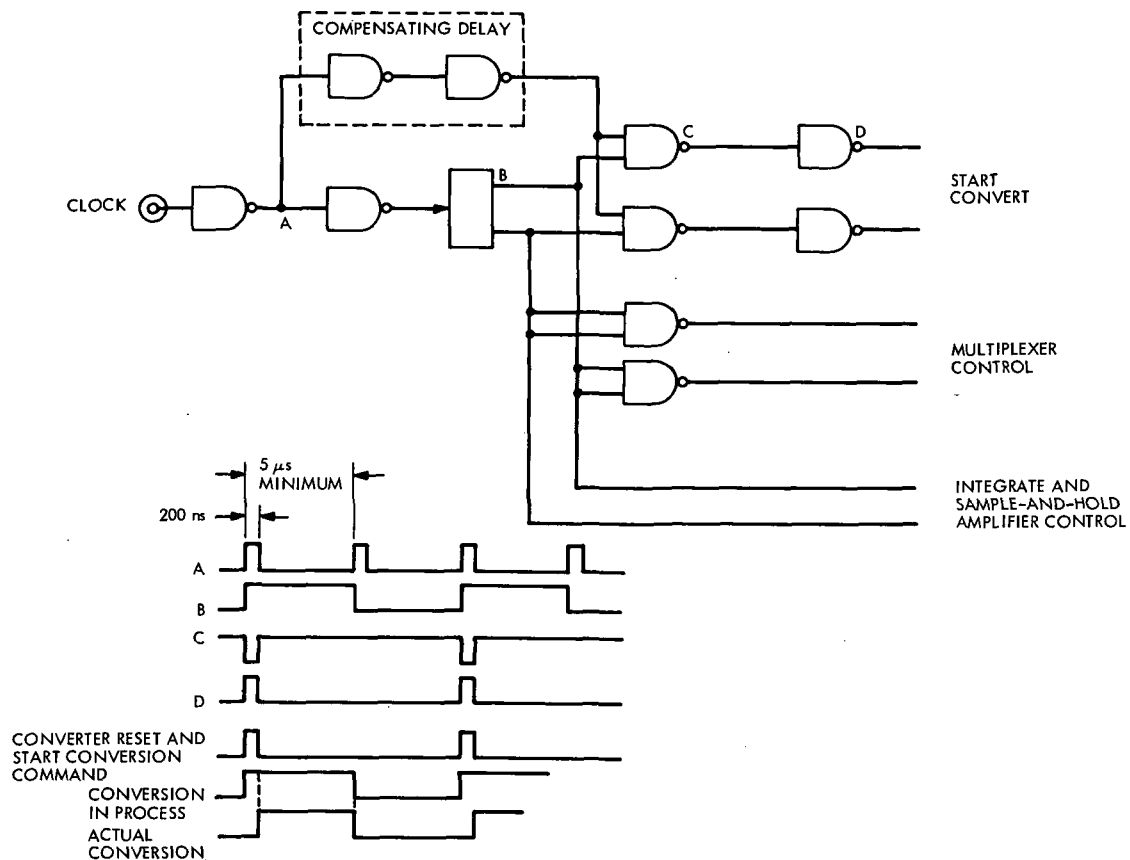 COMPENSATING DELAY
C
D
START
CONVERT
B
CLOCK
A
MULTIPLEXER
CONTROL
5 μs
MINIMUM
INTEGRATE AND
SAMPLE-AND-HOLD
AMPLIFIER CONTROL
200 ns
A
B
C
D
CONVERTER RESET AND
START CONVERSION
COMMAND
CONVERSION
IN PROCESS
ACTUAL
CONVERSION